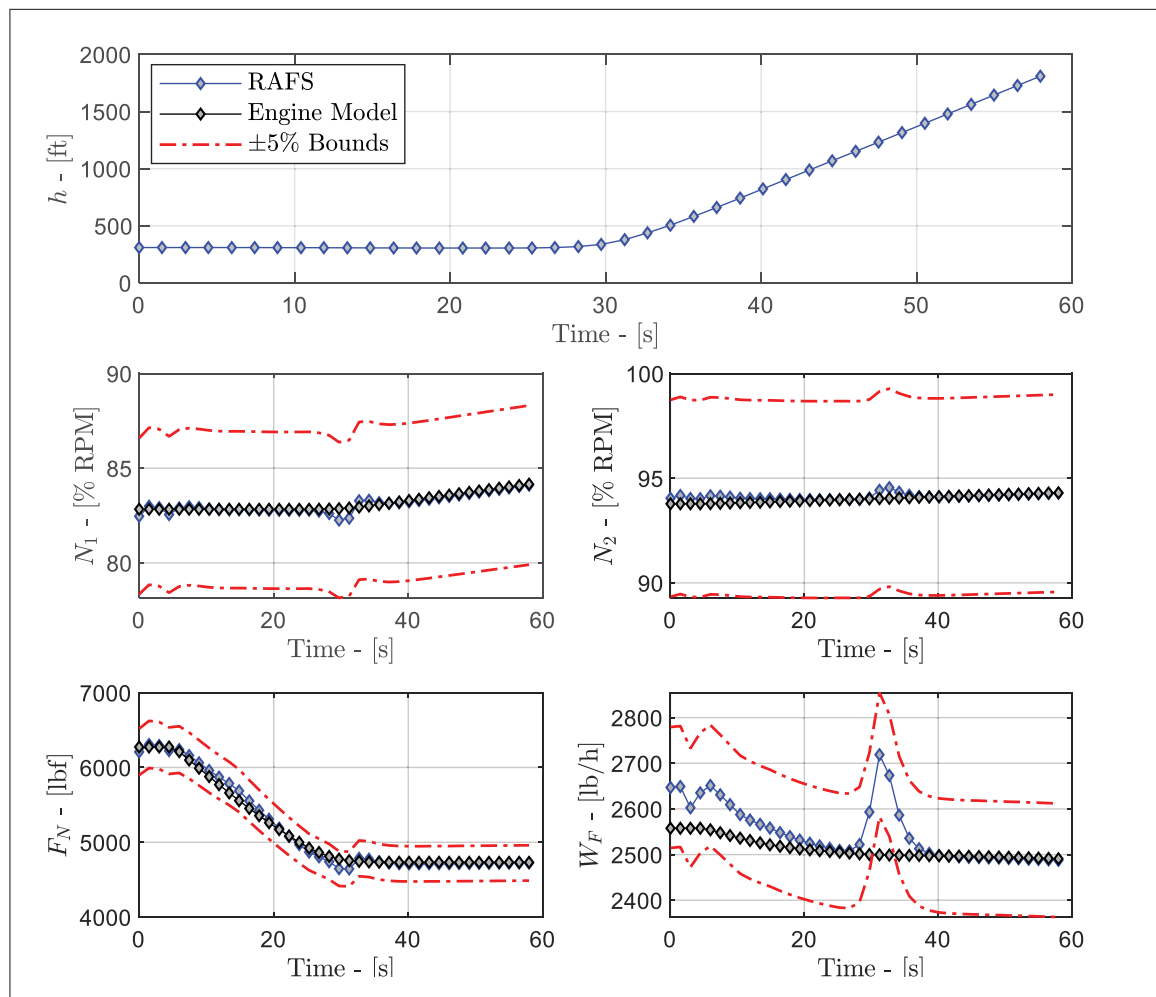 2000
1500
1000
500
0
h - [ft]
RAFS
Engine Model
±5% Bounds
0 10 20 30 40 50 60
Time - [s]
90
85
80
N1 - [% RPM]
0 20 40 60
Time - [s]
100
95
90
N2 - [% RPM]
0 20 40 60
Time - [s]
7000
6000
5000
4000
FN - [lbf]
0 20 40 60
Time - [s]
2800
2700
2600
2500
2400
WF - [lb/h]
0 20 40 60
Time - [s]